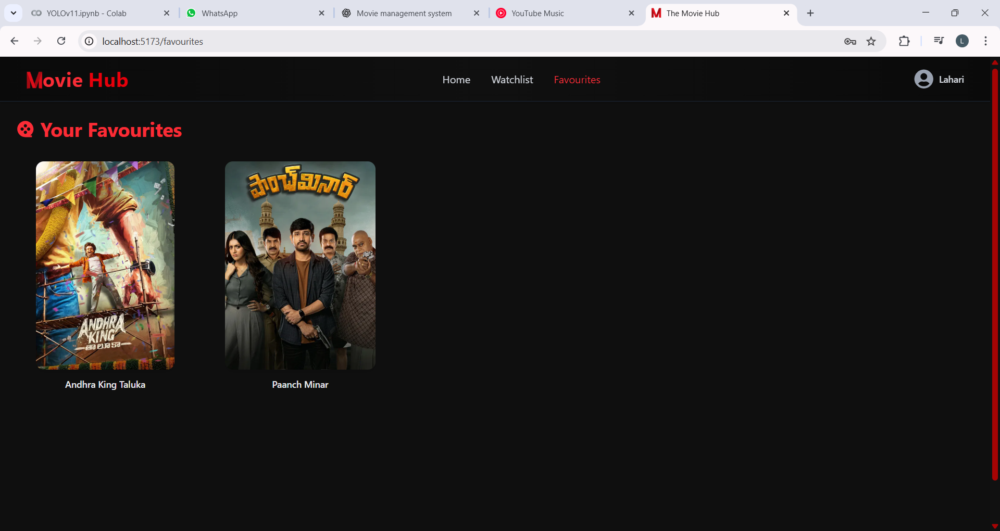 YOLOv11.ipynb - Colab
WhatsApp
Movie management system
YouTube Music
The Movie Hub
localhost:5173/favourites
L
Movie Hub
Home
Watchlist
Favourites
Lahari
Your Favourites
పాంచ్ మినార్
ANDHRA
KING
తాలూకా
Andhra King Taluka
Paanch Minar